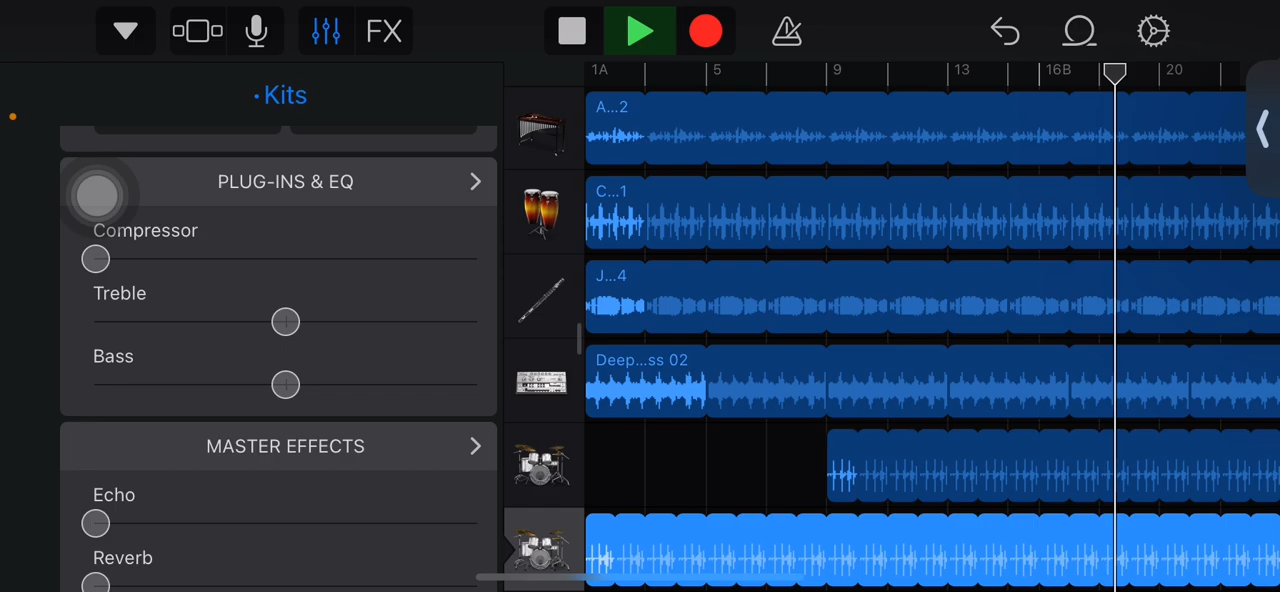 FX
Kits
1A
5
9
13
16B
20
PLUG-INS & EQ
Compressor
Treble
Bass
MASTER EFFECTS
Echo
Reverb
A...2
C...1
J...4
Deep...ss 02